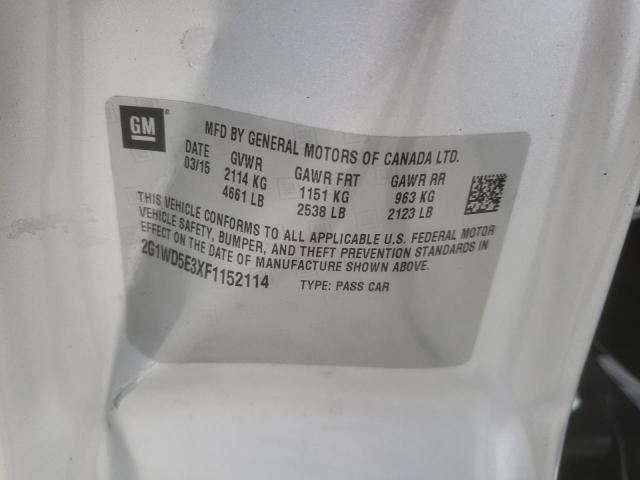 GM
MFD BY GENERAL MOTORS OF CANADA LTD.
DATE GVWR GAWR FRT GAWR RR
03/15 2114 KG 1151 KG 963 KG
4661 LB 2538 LB 2123 LB
THIS VEHICLE CONFORMS TO ALL APPLICABLE U.S. FEDERAL MOTOR
VEHICLE SAFETY, BUMPER, AND THEFT PREVENTION STANDARDS IN
EFFECT ON THE DATE OF MANUFACTURE SHOWN ABOVE.
2G1WD5E3XF1152114 TYPE: PASS CAR